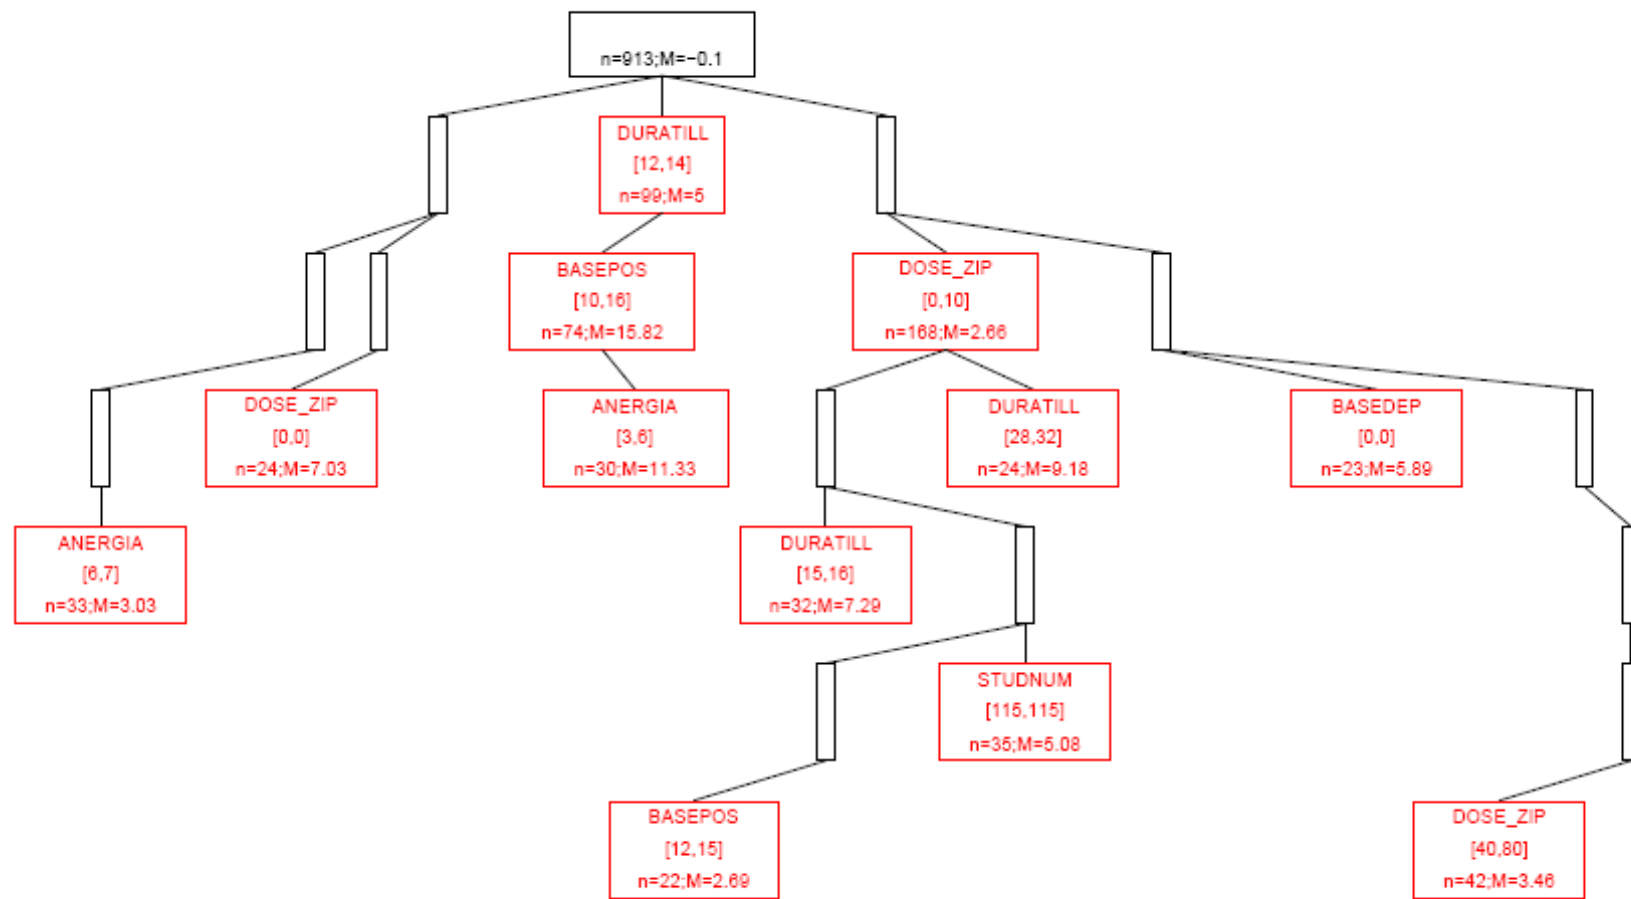 n=913;M=−0.1
DURATILL
[12,14]
n=99;M=5
BASEPOS
[10,16]
n=74;M=15.82
DOSE_ZIP
[0,10]
n=168;M=2.66
DOSE_ZIP
[0,0]
n=24;M=7.03
ANERGIA
[3,6]
n=30;M=11.33
DURATILL
[28,32]
n=24;M=9.18
BASEDEP
[0,0]
n=23;M=5.89
ANERGIA
[6,7]
n=33;M=3.03
DURATILL
[15,16]
n=32;M=7.29
STUDNUM
[115,115]
n=35;M=5.08
BASEPOS
[12,15]
n=22;M=2.69
DOSE_ZIP
[40,80]
n=42;M=3.46